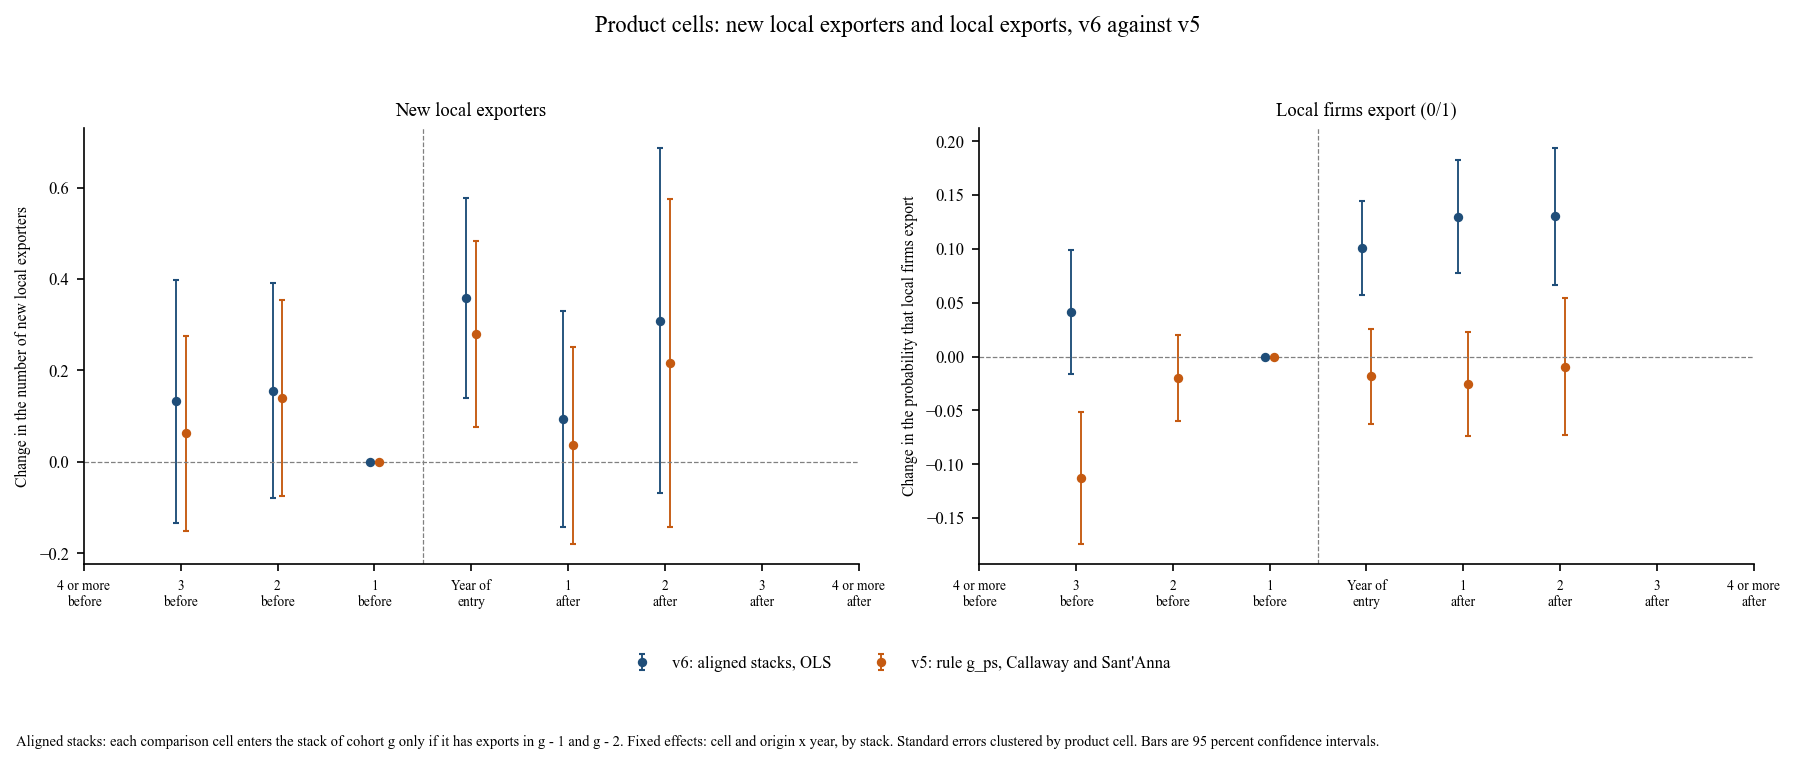 Product cells: new local exporters and local exports, v6 against v5
New local exporters
Change in the number of new local exporters
0.6
0.4
0.2
0.0
−0.2
4 or more
before
3
before
2
before
1
before
Year of
entry
1
after
2
after
3
after
4 or more
after
Local firms export (0/1)
Change in the probability that local firms export
0.20
0.15
0.10
0.05
0.00
−0.05
−0.10
−0.15
4 or more
before
3
before
2
before
1
before
Year of
entry
1
after
2
after
3
after
4 or more
after
v6: aligned stacks, OLS
v5: rule g_ps, Callaway and Sant'Anna
Aligned stacks: each comparison cell enters the stack of cohort g only if it has exports in g - 1 and g - 2. Fixed effects: cell and origin x year, by stack. Standard errors clustered by product cell. Bars are 95 percent confidence intervals.